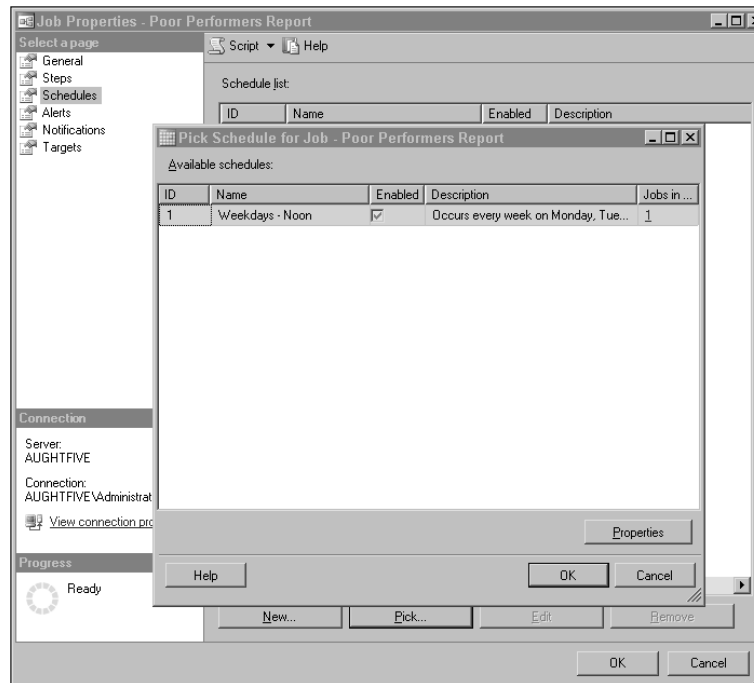 Job Properties - Poor Performers Report
Select a page
General
Steps
Schedules
Alerts
Notifications
Targets
Script Help
Schedule list:
ID Name Enabled Description
Pick Schedule for Job - Poor Performers Report
Available schedules:
ID Name Enabled Description Jobs in ...
1 Weekdays - Noon Occurs every week on Monday, Tue... 1
Connection
Server:
AUGHTFIVE
Connection:
AUGHTFIVE\Administrat
View connection pro
Progress
Ready
Properties
Help OK Cancel
New... Pick... Edit Remove
OK Cancel